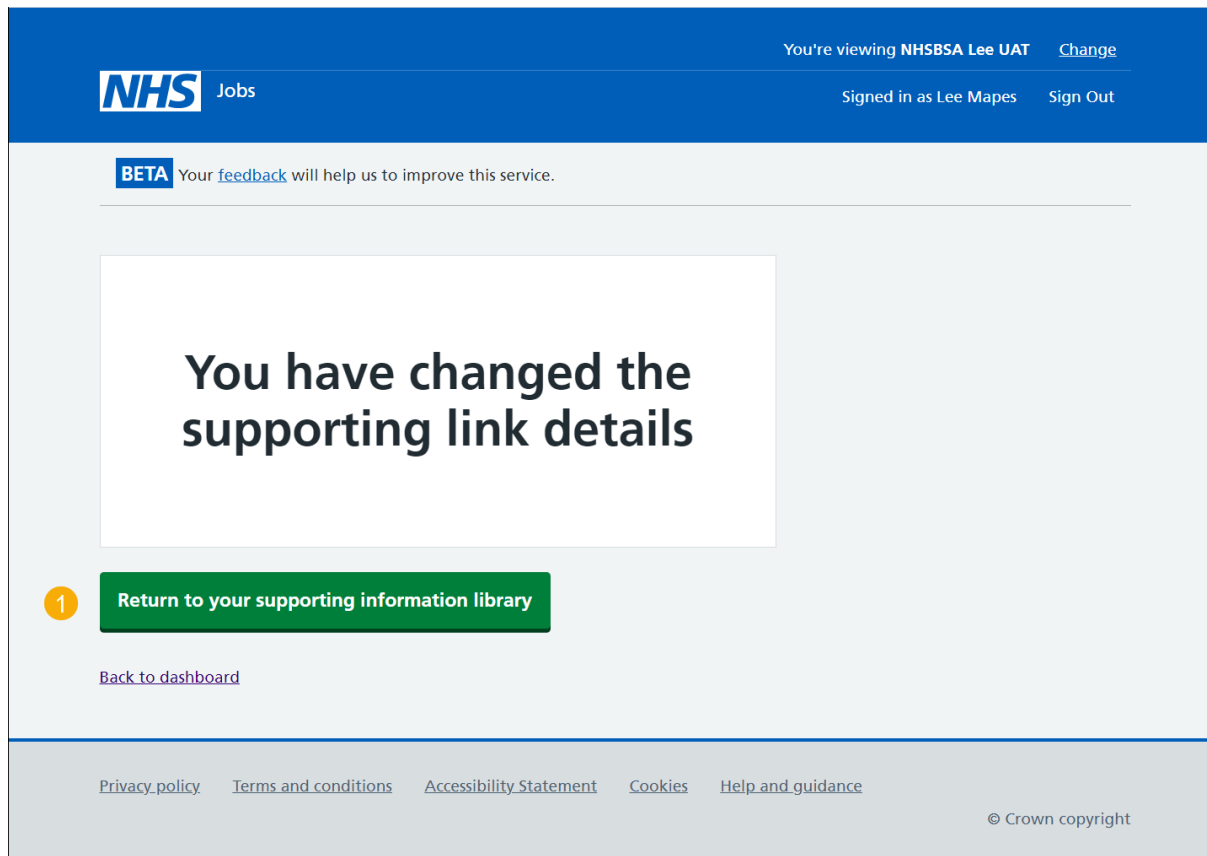 You're viewing NHSBSA Lee UAT Change
NHS Jobs
Signed in as Lee Mapes Sign Out
BETA Your feedback will help us to improve this service.
You have changed the
supporting link details
1 Return to your supporting information library
Back to dashboard
Privacy policy Terms and conditions Accessibility Statement Cookies Help and guidance
© Crown copyright